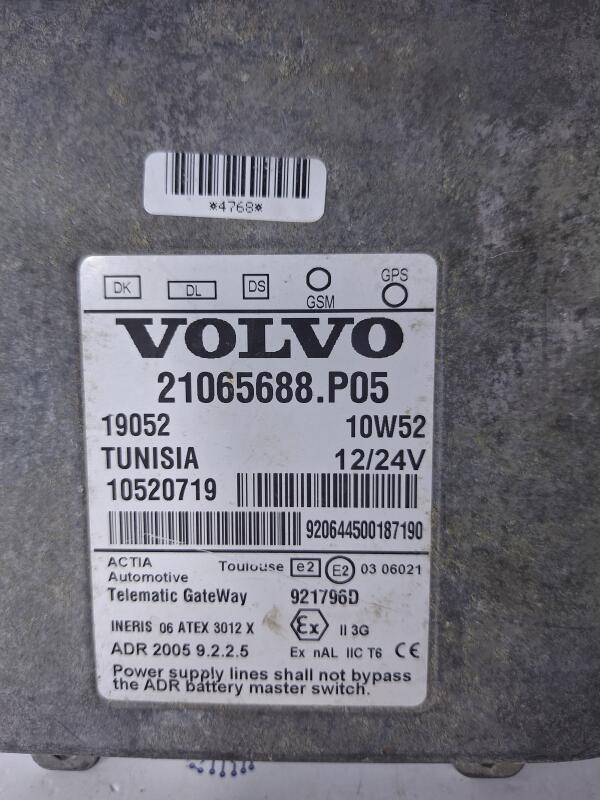 *4768*
DK DL DS GSM GPS
VOLVO
21065688.P05
19052 10W52
TUNISIA 12/24V
10520719
920644500187190
ACTIA Toulouse e2 E2 03 06021
Automotive
Telematic GateWay 921796D
INERIS 06 ATEX 3012 X Ex II 3G
ADR 2005 9.2.2.5 Ex nAL IIC T6 CE
Power supply lines shall not bypass
the ADR battery master switch.